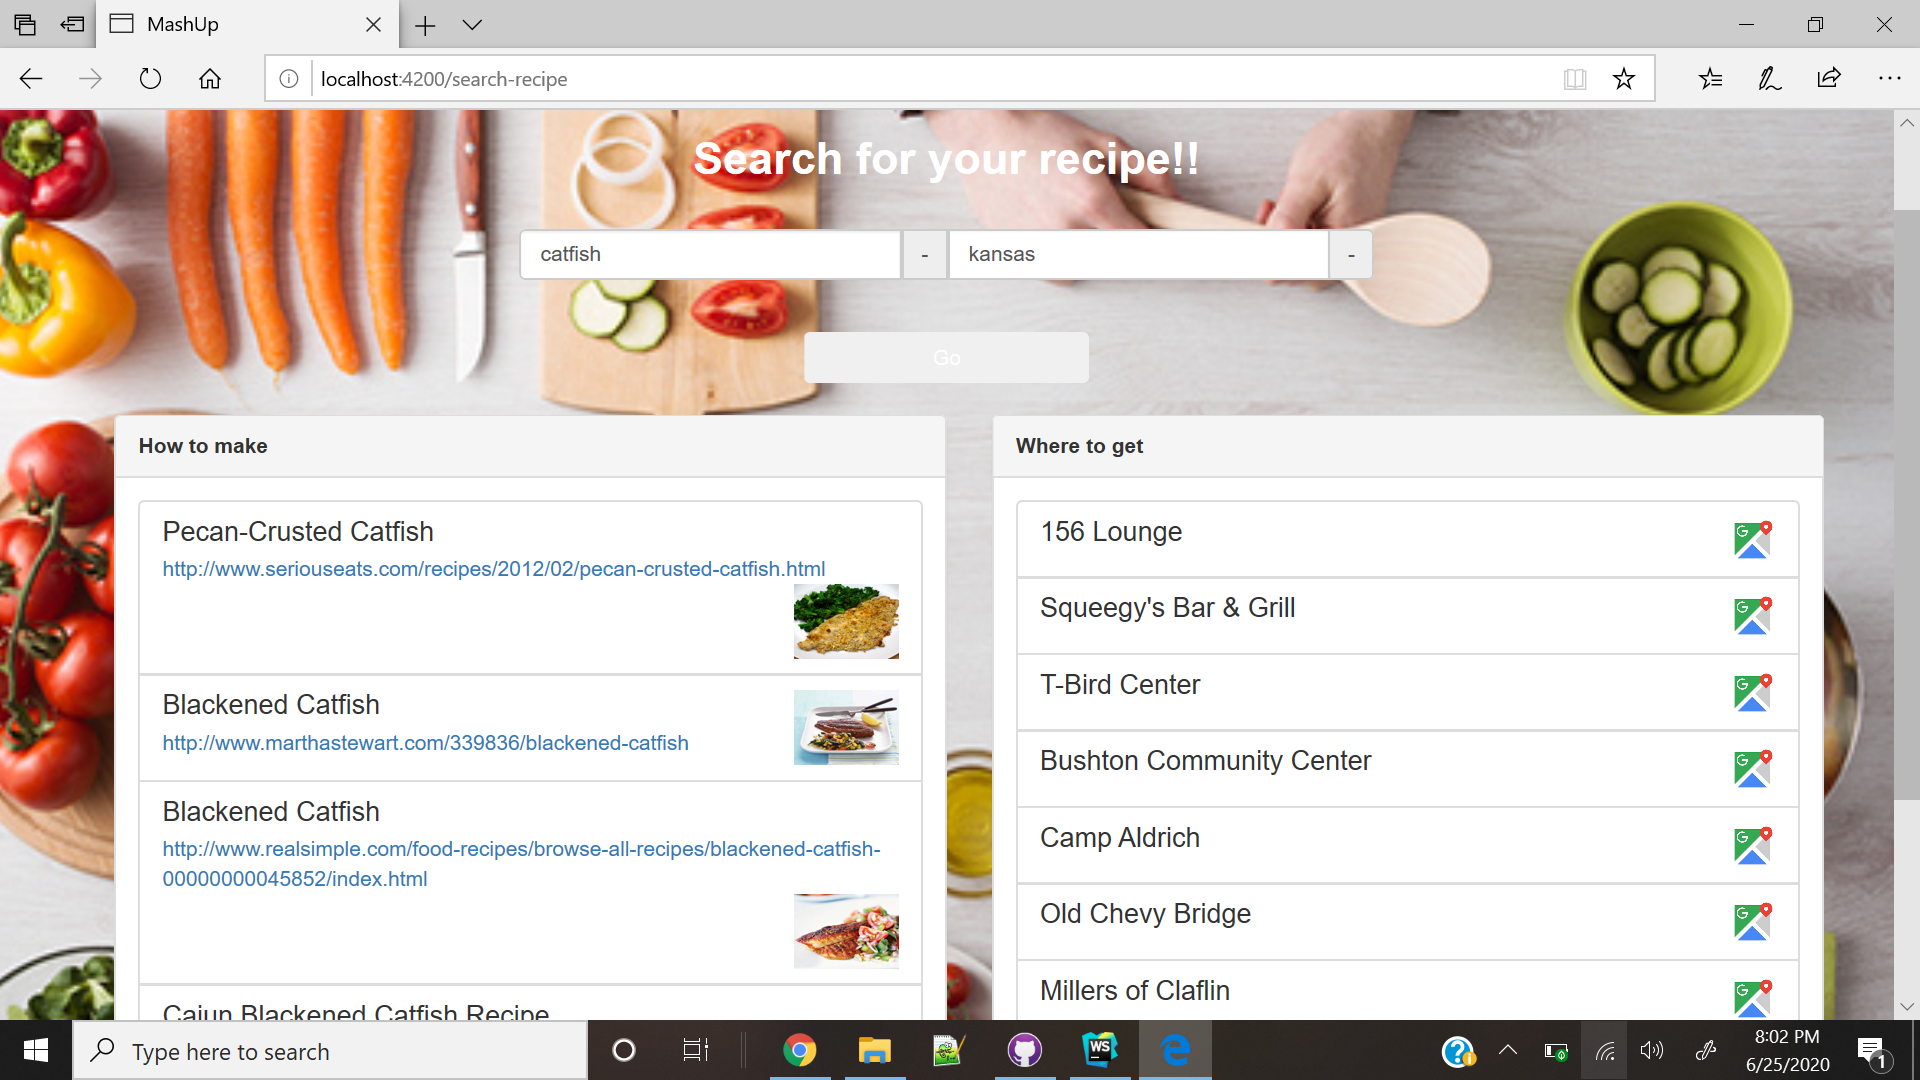 MashUp
localhost:4200/search-recipe
Search for your recipe!!
catfish - kansas -
Go
How to make
Pecan-Crusted Catfish
http://www.seriouseats.com/recipes/2012/02/pecan-crusted-catfish.html
Blackened Catfish
http://www.marthastewart.com/339836/blackened-catfish
Blackened Catfish
http://www.realsimple.com/food-recipes/browse-all-recipes/blackened-catfish-
00000000045852/index.html
Cajun Blackened Catfish Recipe
Where to get
156 Lounge
G
Squeegy's Bar & Grill
G
T-Bird Center
G
Bushton Community Center
G
Camp Aldrich
G
Old Chevy Bridge
G
Millers of Claflin
G
Type here to search
WS
8:02 PM
6/25/2020
1